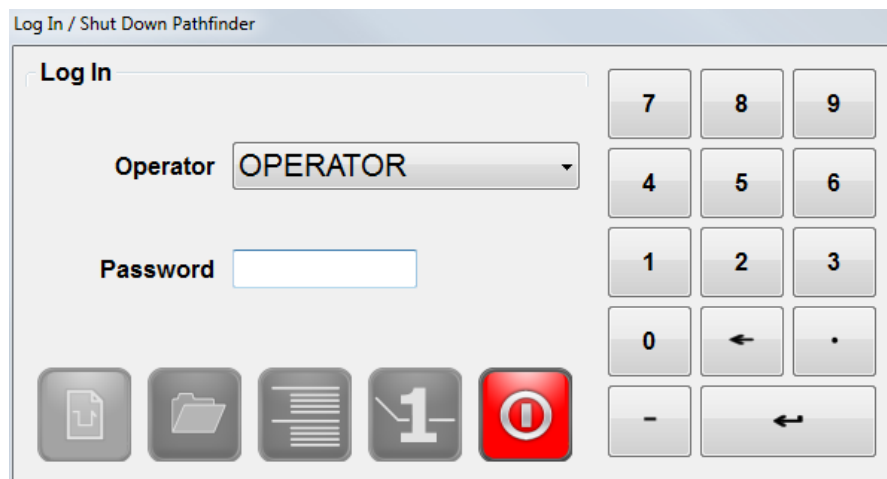 Log In / Shut Down Pathfinder
Log In
Operator OPERATOR
Password
7 8 9
4 5 6
1 2 3
0 ← .
1
- ↵